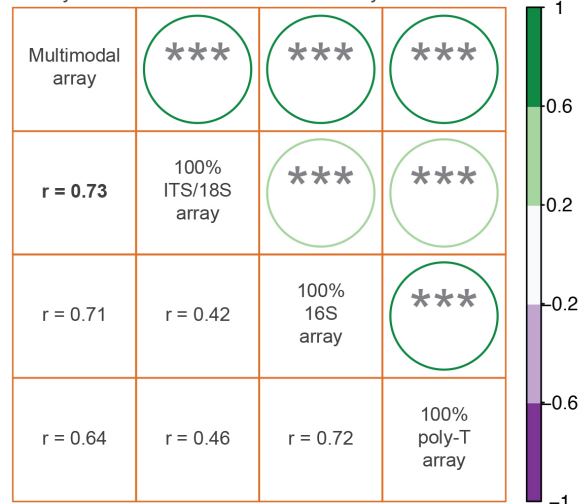 Multimodal
array
***
***
***
r = 0.73
100%
ITS/18S
array
***
***
r = 0.71
r = 0.42
100%
16S
array
***
r = 0.64
r = 0.46
r = 0.72
100%
poly-T
array
1
0.6
0.2
−0.2
−0.6
−1